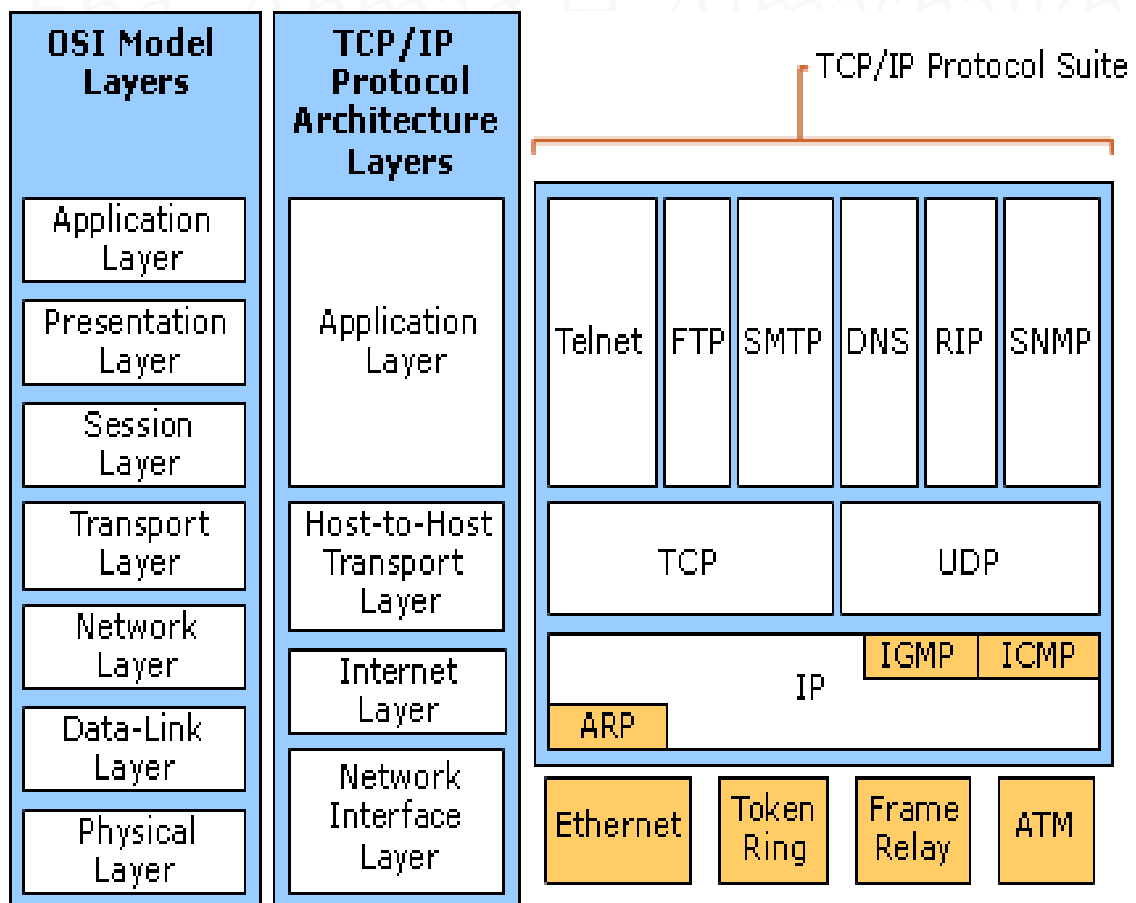 OSI Model
Layers
TCP/IP
Protocol
Architecture
Layers
TCP/IP Protocol Suite
Application
Layer
Presentation
Layer
Session
Layer
Transport
Layer
Network
Layer
Data-Link
Layer
Physical
Layer
Application
Layer
Host-to-Host
Transport
Layer
Internet
Layer
Network
Interface
Layer
Telnet
FTP
SMTP
DNS
RIP
SNMP
TCP
UDP
IGMP
ICMP
IP
ARP
Ethernet
Token
Ring
Frame
Relay
ATM